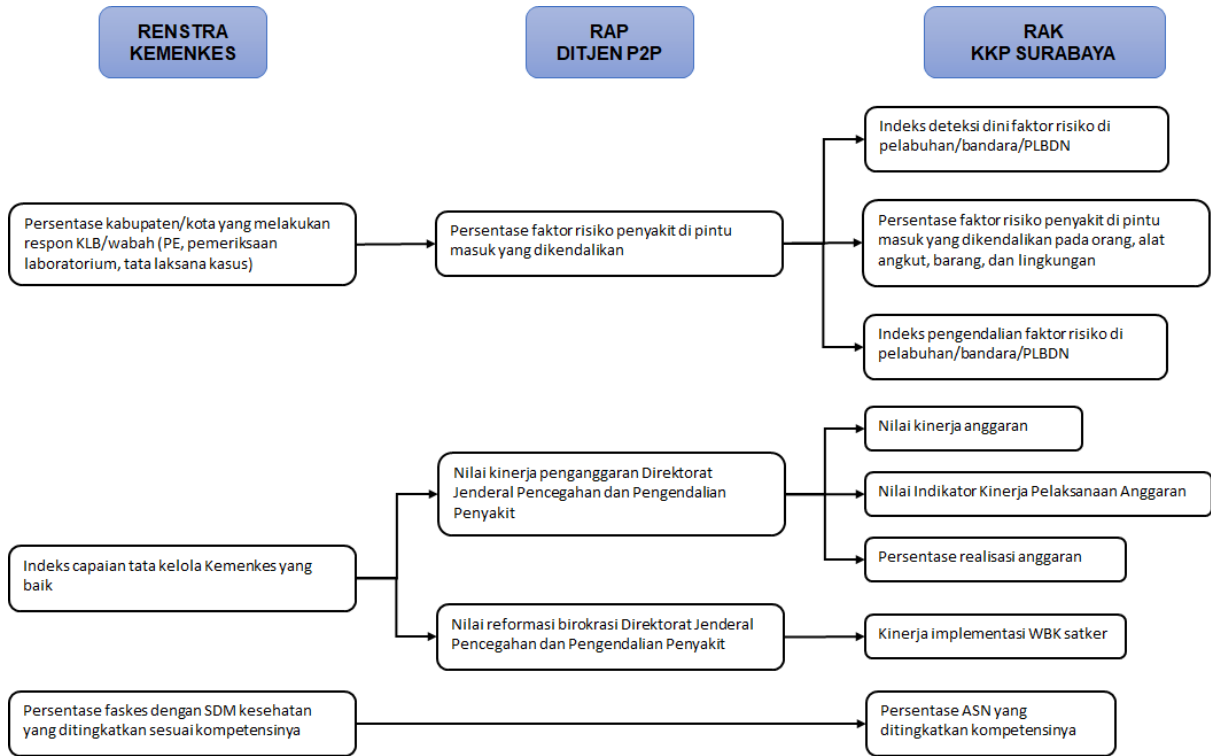 RENSTRA
KEMENKES
RAP
DITJEN P2P
RAK
KKP SURABAYA
Persentase kabupaten/kota yang melakukan
respon KLB/wabah (PE, pemeriksaan
laboratorium, tata laksana kasus)
Persentase faktor risiko penyakit di pintu
masuk yang dikendalikan
Indeks deteksi dini faktor risiko di
pelabuhan/bandara/PLBDN
Persentase faktor risiko penyakit di pintu
masuk yang dikendalikan pada orang, alat
angkut, barang, dan lingkungan
Indeks pengendalian faktor risiko di
pelabuhan/bandara/PLBDN
Indeks capaian tata kelola Kemenkes yang
baik
Nilai kinerja penganggaran Direktorat
Jenderal Pencegahan dan Pengendalian
Penyakit
Nilai kinerja anggaran
Nilai Indikator Kinerja Pelaksanaan Anggaran
Persentase realisasi anggaran
Nilai reformasi birokrasi Direktorat Jenderal
Pencegahan dan Pengendalian Penyakit
Kinerja implementasi WBK satker
Persentase faskes dengan SDM kesehatan
yang ditingkatkan sesuai kompetensinya
Persentase ASN yang
ditingkatkan kompetensinya